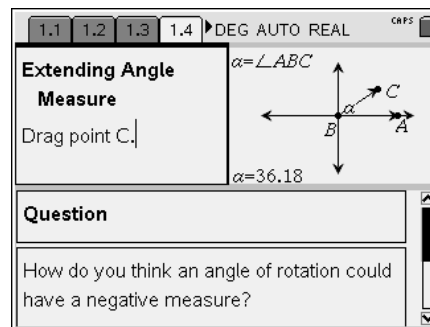 1.1 1.2 1.3 1.4 DEG AUTO REAL CAPS
Extending Angle
Measure
Drag point C.
α=∠ABC
C
α
B
A
α=36.18
Question
How do you think an angle of rotation could
have a negative measure?